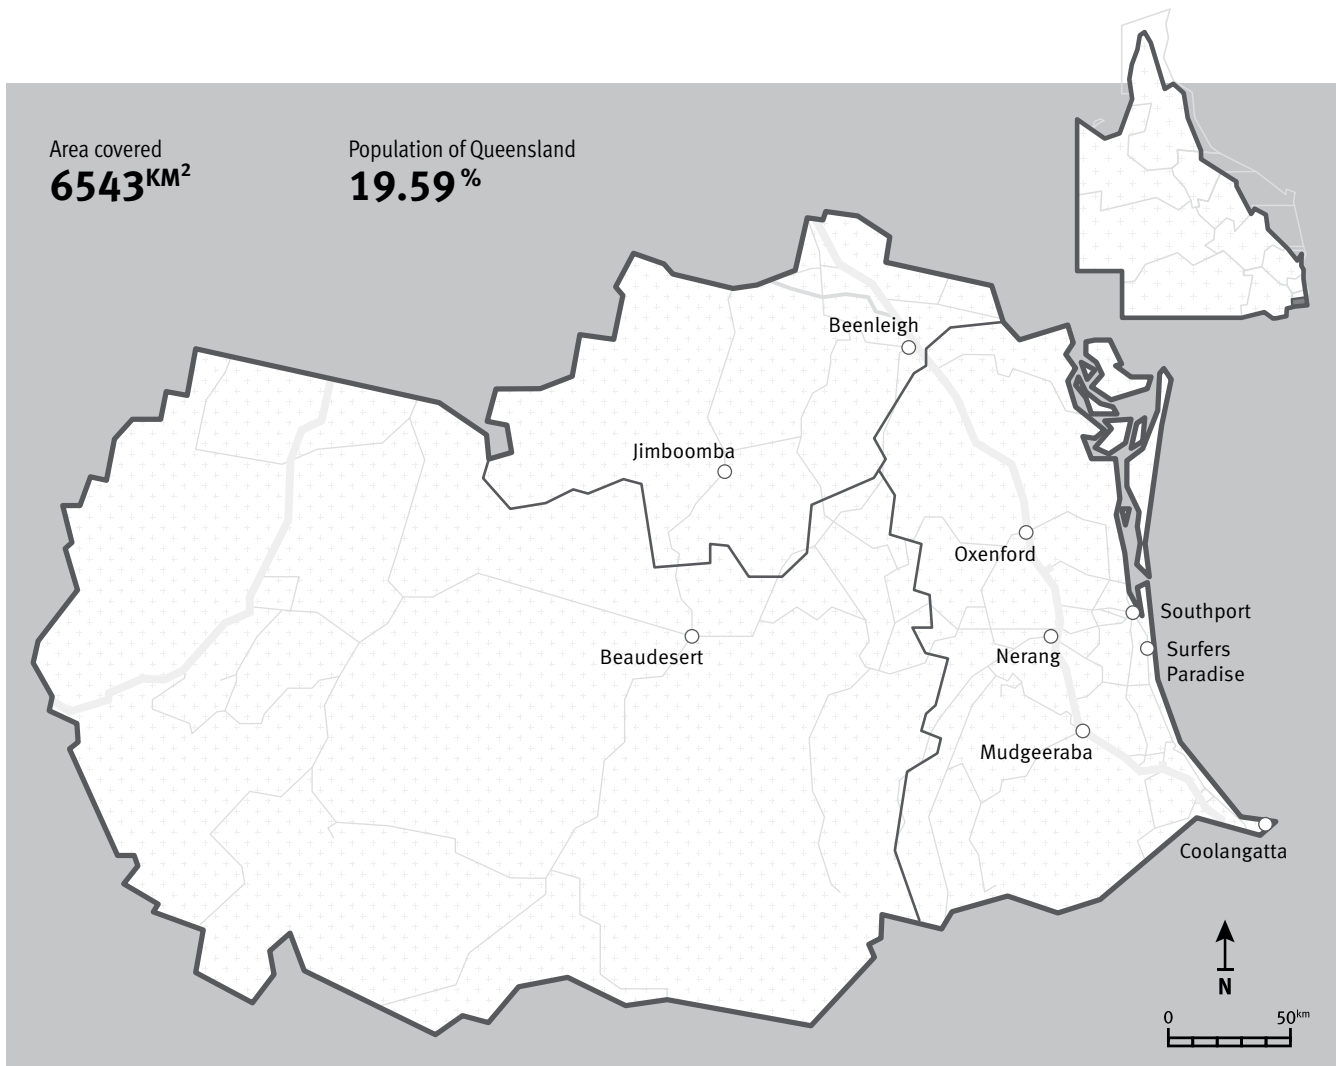 Area covered
6543KM²
Population of Queensland
19.59%
Beenleigh
Jimboomba
Oxenford
Southport
Beaudesert
Nerang
Surfers
Paradise
Mudgeeraba
Coolangatta
N
0 50km